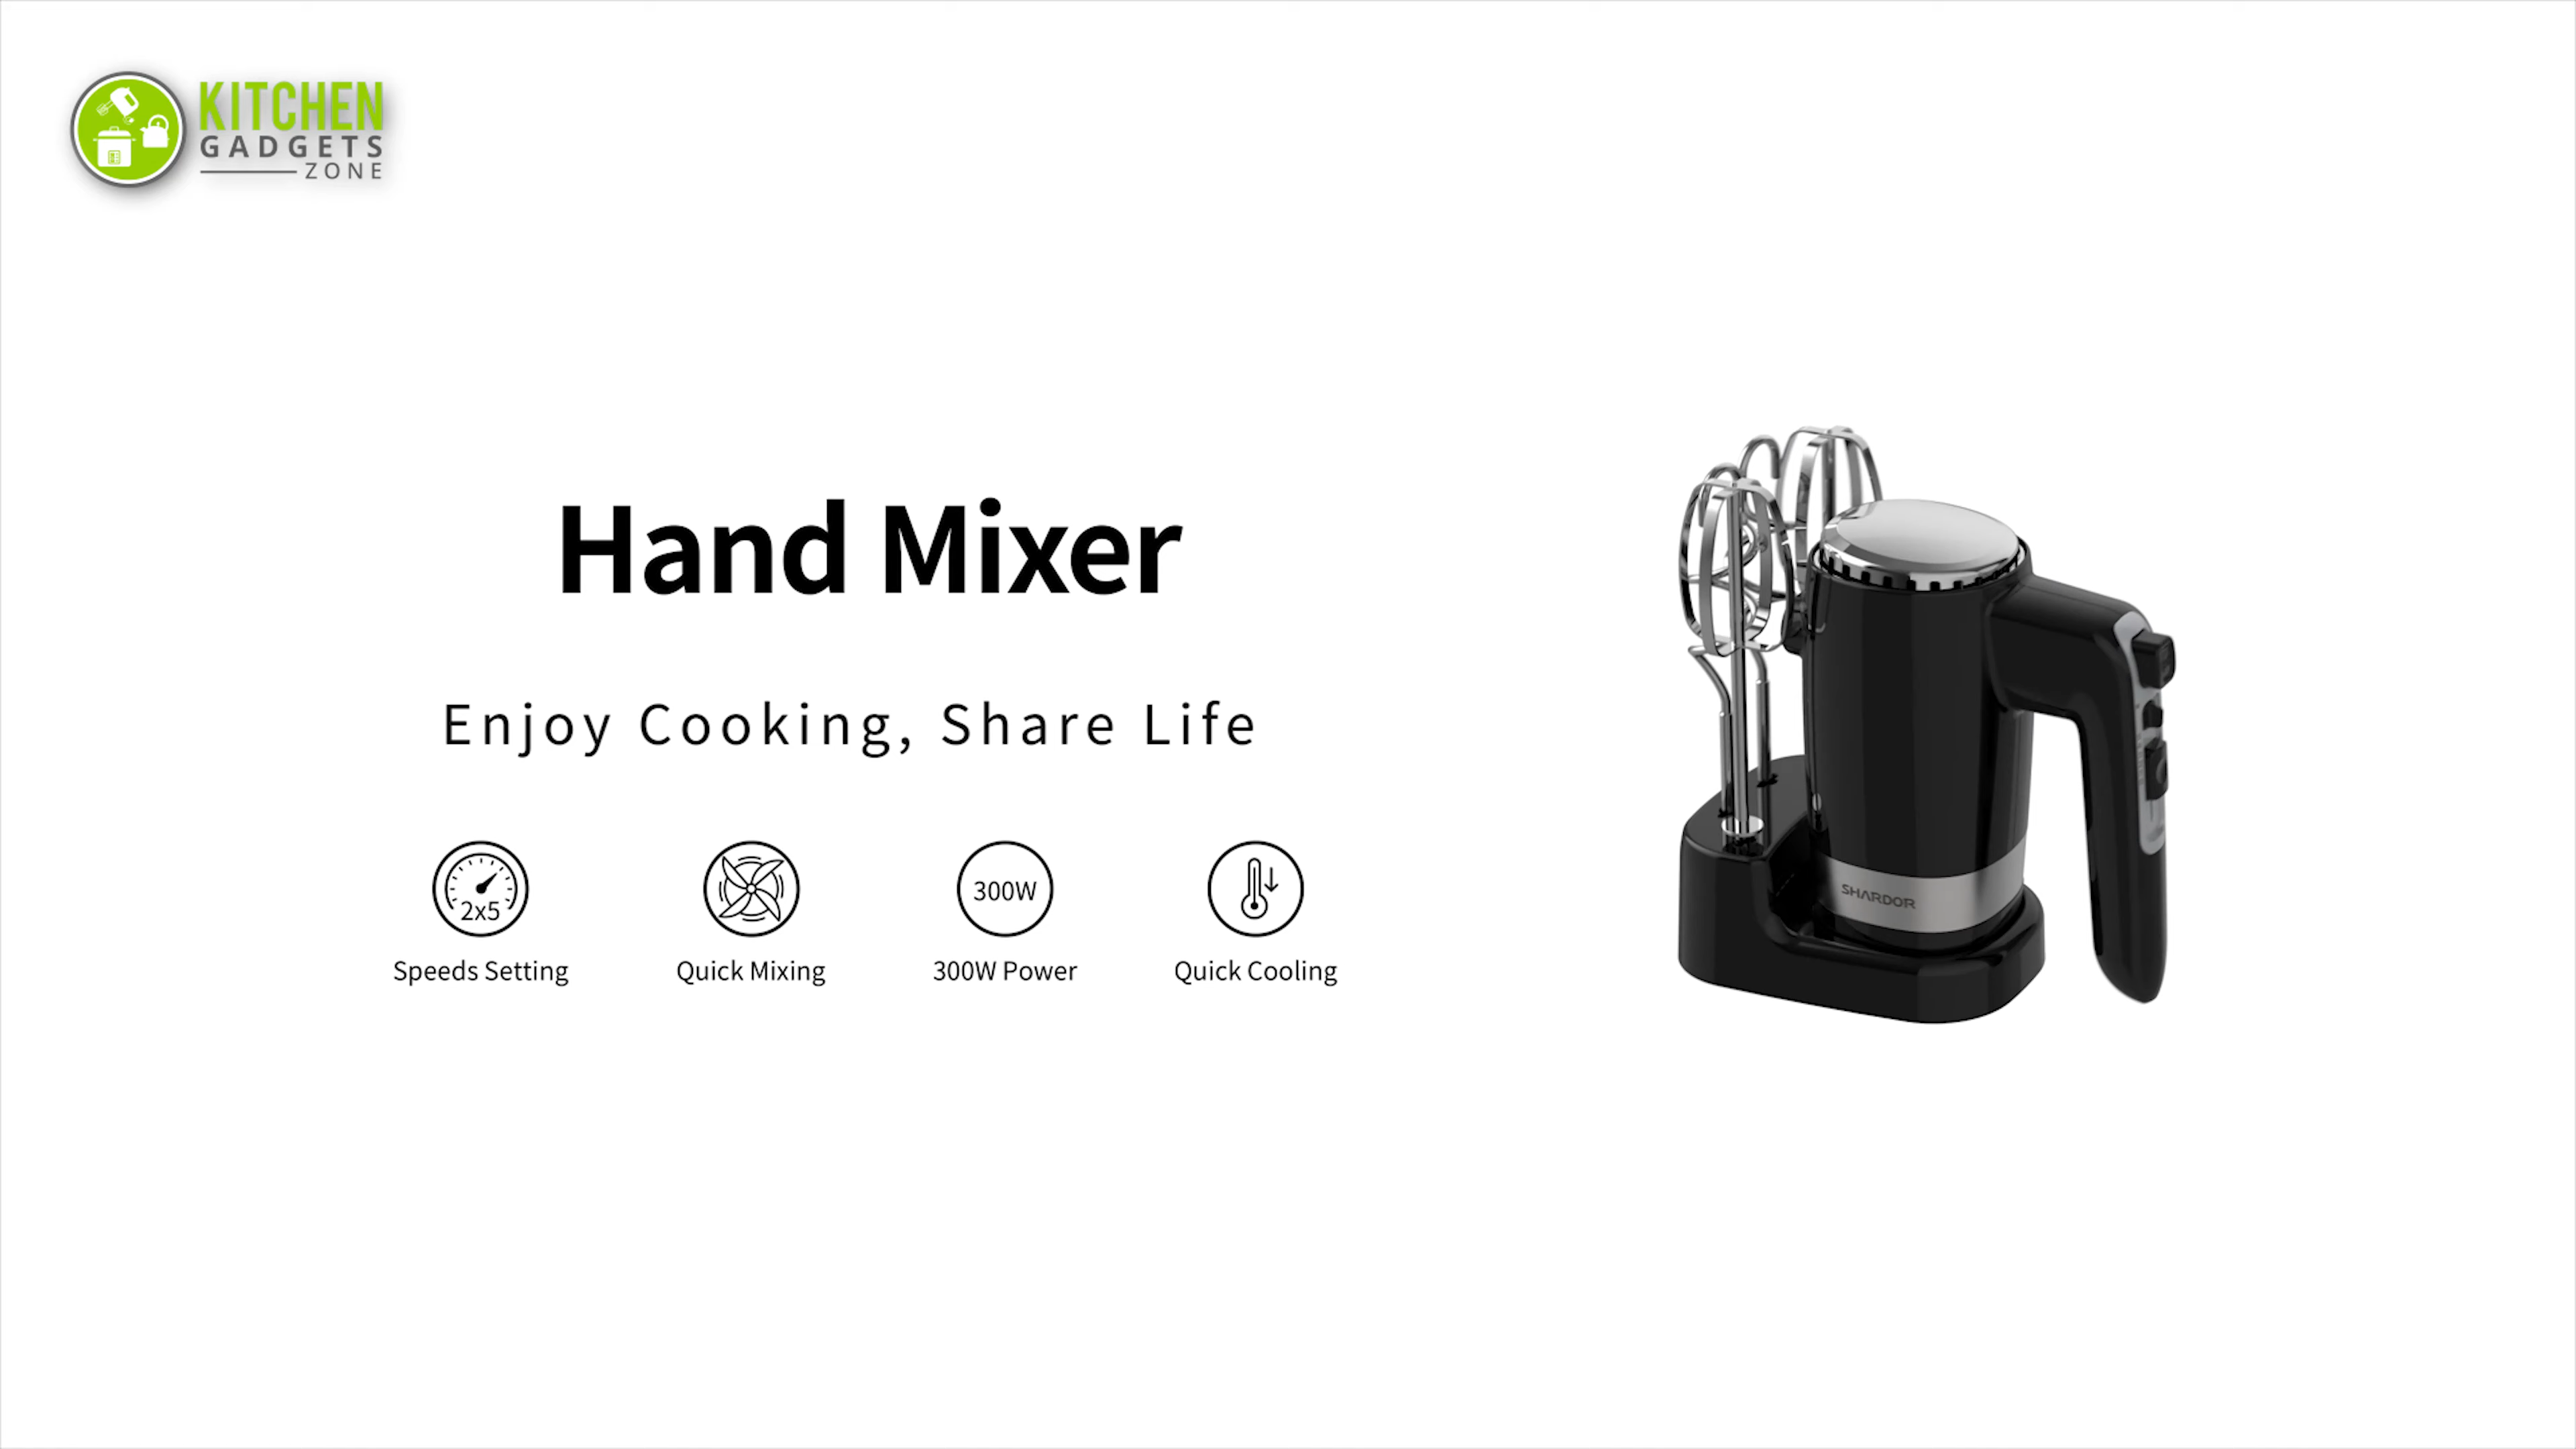 KITCHEN
GADGETS
ZONE
Hand Mixer
Enjoy Cooking, Share Life
2x5
300W
Speeds Setting
Quick Mixing
300W Power
Quick Cooling
SHARDOR